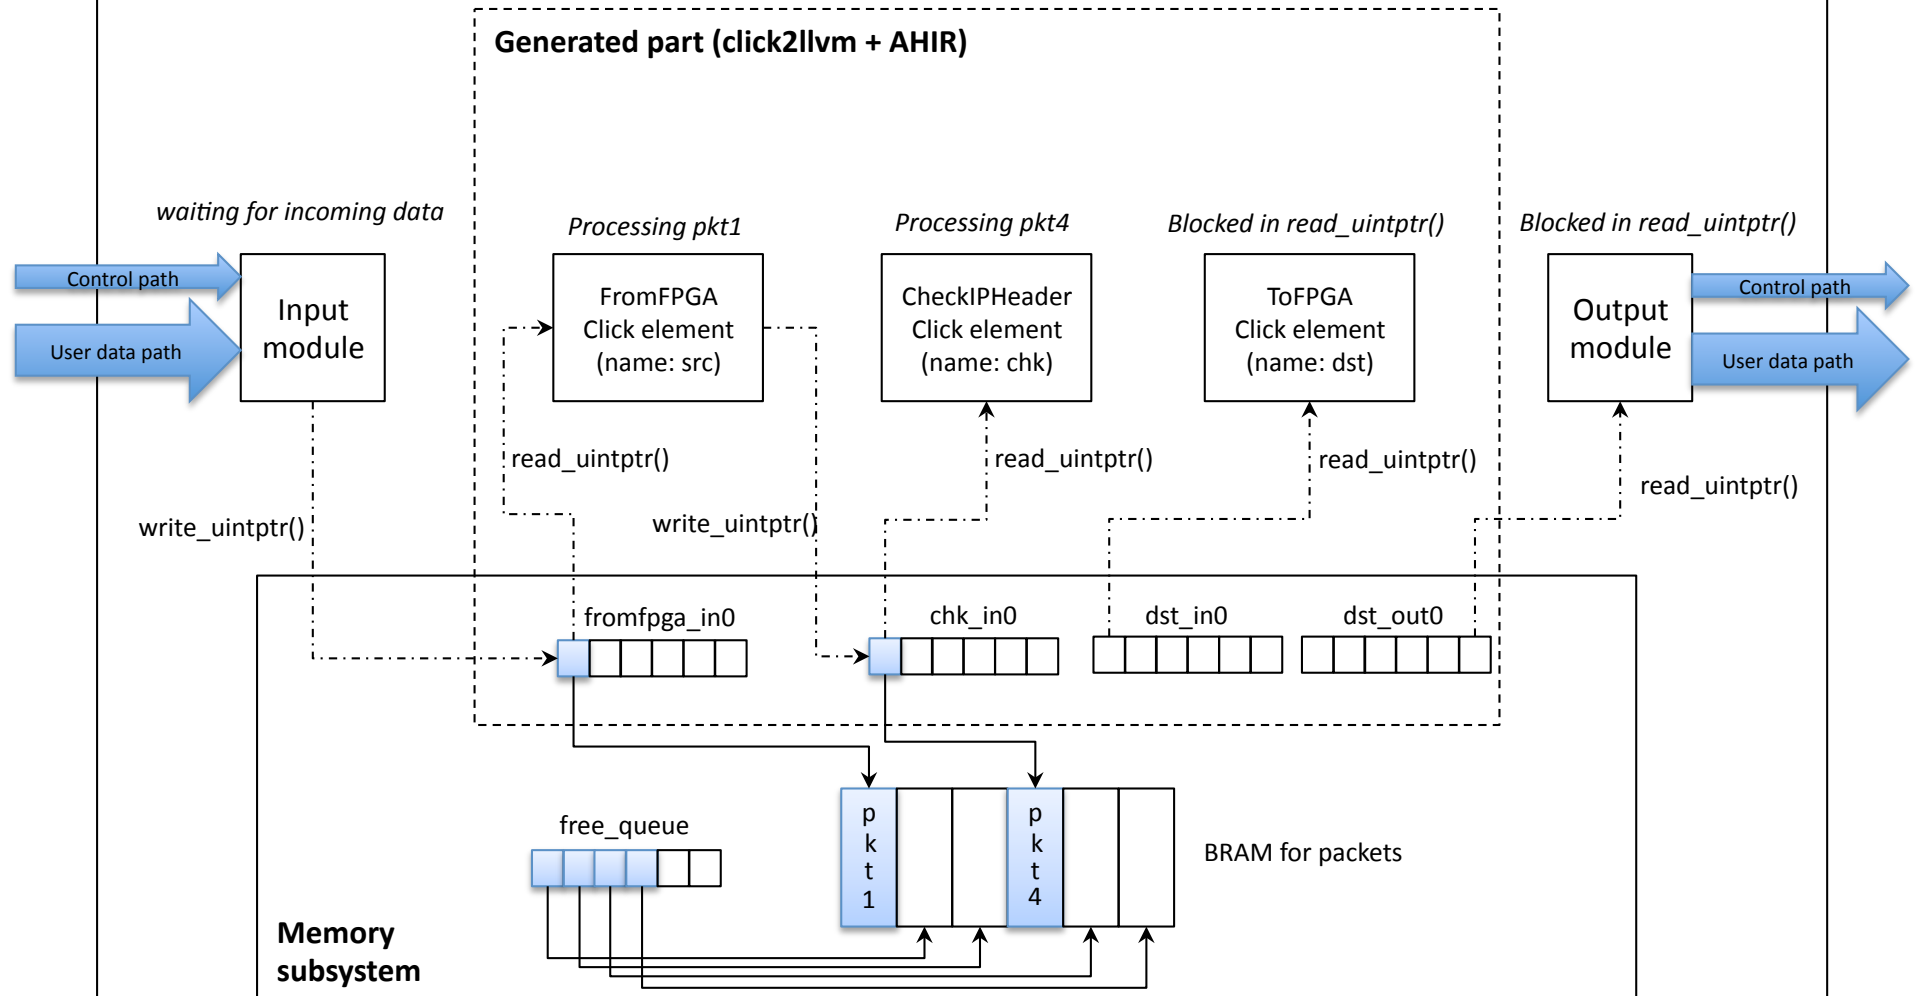 Generated part (click2llvm + AHIR)
waiting for incoming data
Processing pkt1
Processing pkt4
Blocked in read_uintptr()
Blocked in read_uintptr()
Control path
User data path
Input
module
FromFPGA
Click element
(name: src)
CheckIPHeader
Click element
(name: chk)
ToFPGA
Click element
(name: dst)
Output
module
Control path
User data path
read_uintptr()
read_uintptr()
read_uintptr()
read_uintptr()
write_uintptr()
write_uintptr()
fromfpga_in0
chk_in0
dst_in0
dst_out0
free_queue
p
k
t
1
p
k
t
4
BRAM for packets
Memory
subsystem